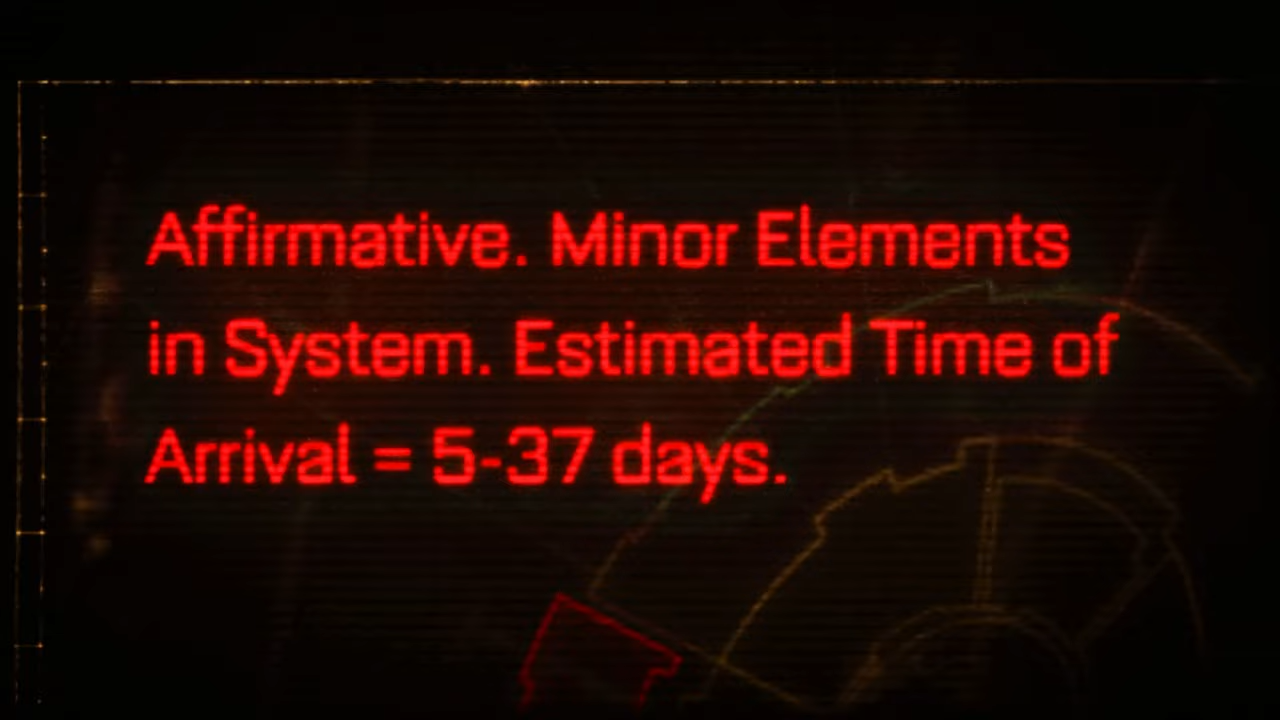 Affirmative. Minor Elements
in System. Estimated Time of
Arrival = 5-37 days.